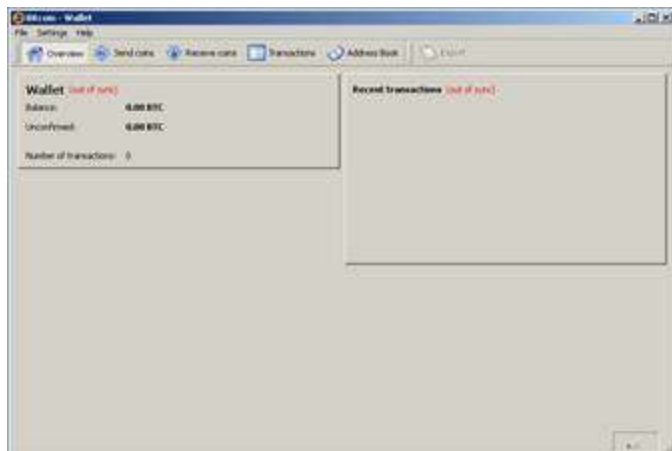 Bitcoin - Wallet
File Settings Help
Overview Send coins Receive coins Transactions Address Book Export
Wallet (out of sync)
Balance: 0.00 BTC
Unconfirmed: 0.00 BTC
Number of transactions: 0
Recent transactions (out of sync)